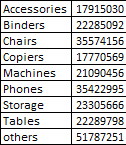 Accessories 17915030
Binders 22285092
Chairs 35574156
Copiers 17770569
Machines 21090456
Phones 35422995
Storage 23305666
Tables 22289798
others 51787251